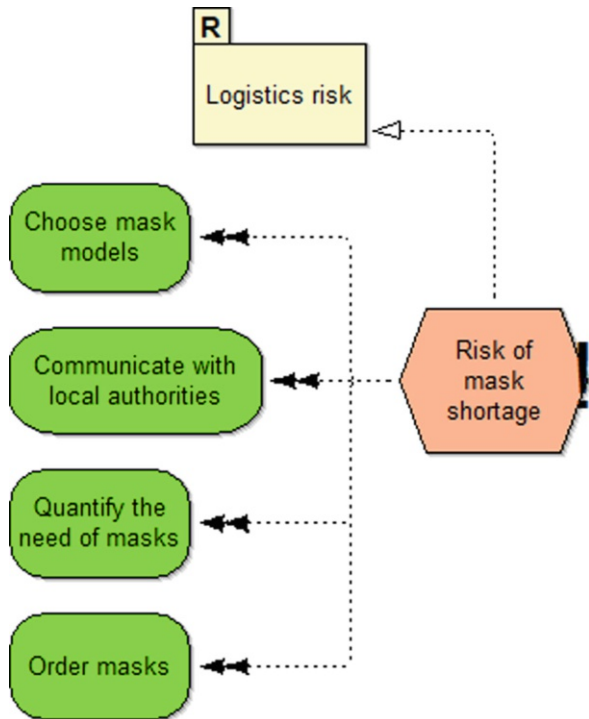 R
Logistics risk
Choose mask
models
Communicate with
local authorities
Risk of
mask
shortage
!
Quantify the
need of masks
Order masks